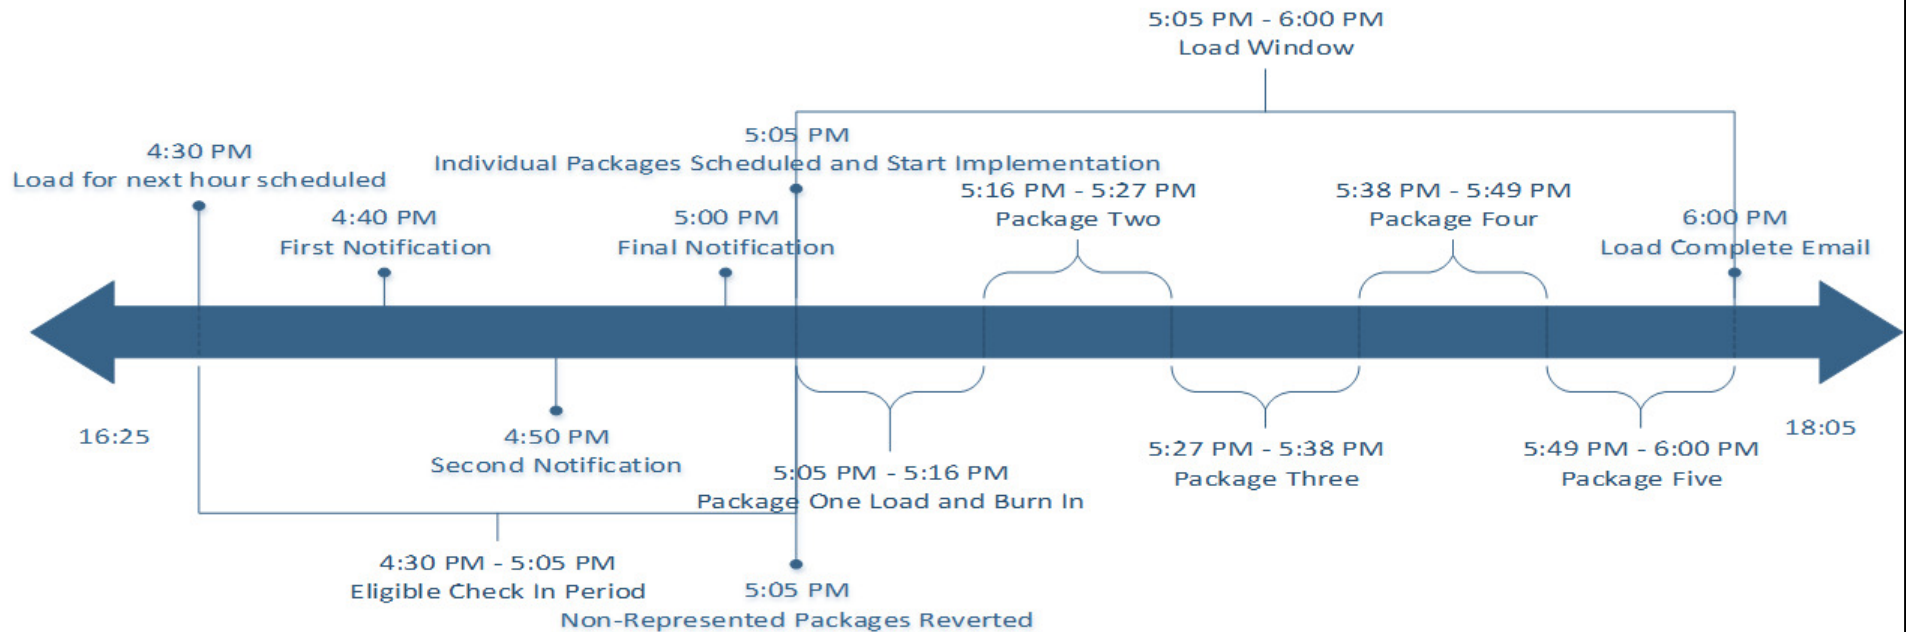 5:05 PM - 6:00 PM
Load Window
5:05 PM
Individual Packages Scheduled and Start Implementation
4:30 PM
Load for next hour scheduled
5:16 PM - 5:27 PM
Package Two
5:38 PM - 5:49 PM
Package Four
4:40 PM
First Notification
5:00 PM
Final Notification
6:00 PM
Load Complete Email
16:25
18:05
4:50 PM
Second Notification
5:05 PM - 5:16 PM
Package One Load and Burn In
5:27 PM - 5:38 PM
Package Three
5:49 PM - 6:00 PM
Package Five
4:30 PM - 5:05 PM
Eligible Check In Period
5:05 PM
Non-Represented Packages Reverted